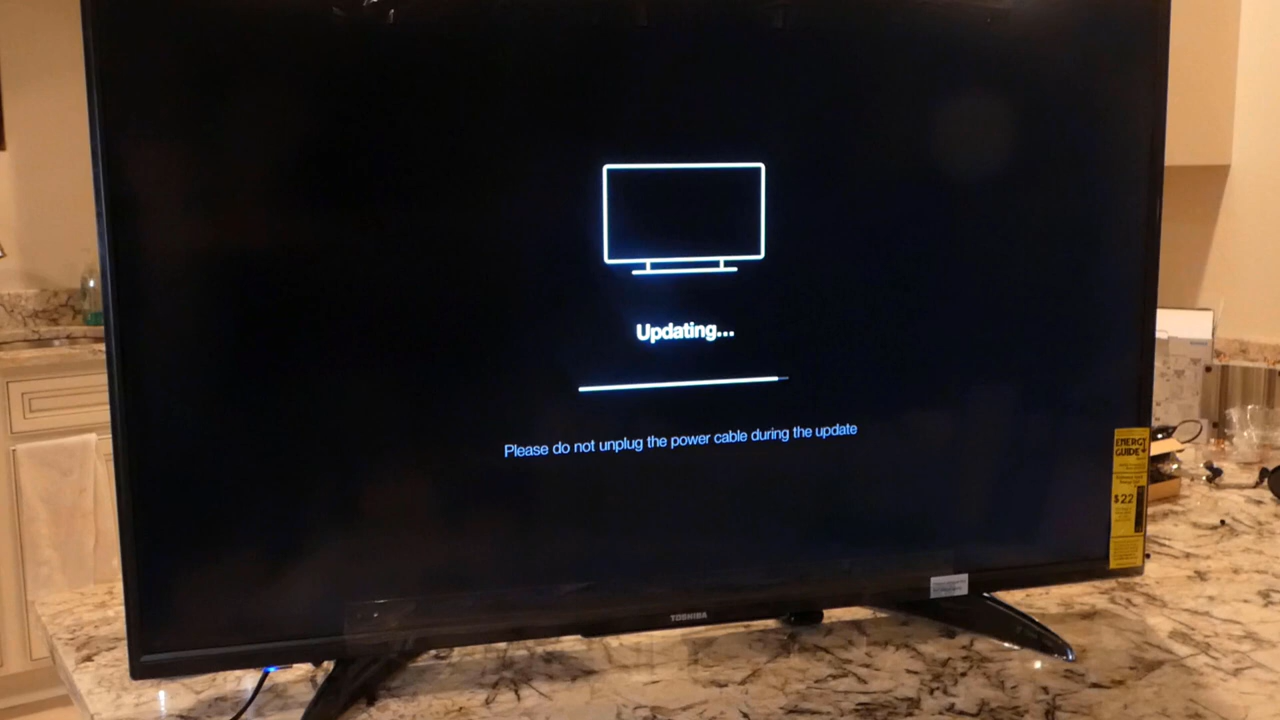 Updating...
Please do not unplug the power cable during the update
ENERGY
GUIDE
$22
TOSHIBA